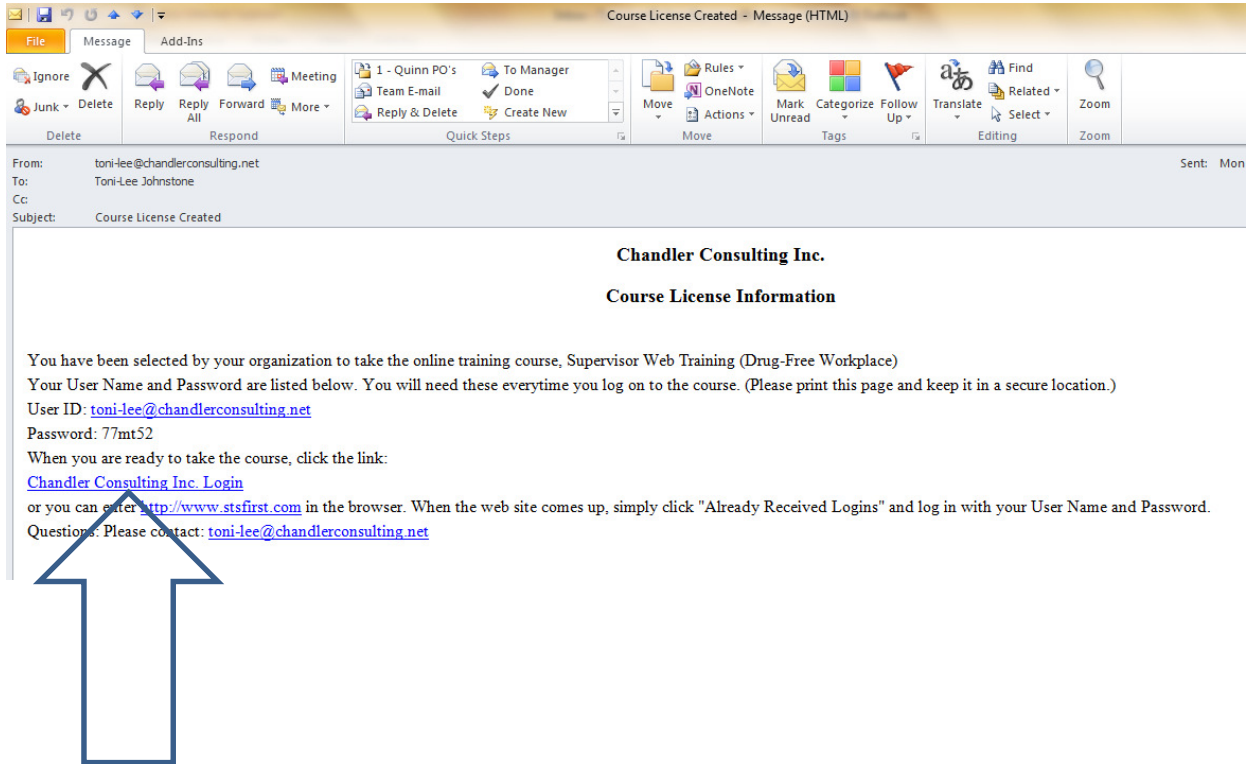 Course License Created - Message (HTML)
File Message Add-Ins
Ignore
Junk
Delete
Reply
Reply All
Forward
Meeting
More
1 - Quinn PO's
Team E-mail
Reply & Delete
To Manager
Done
Create New
Move
Rules
OneNote
Actions
Mark Unread
Categorize
Follow Up
Translate
Find
Related
Select
Zoom
Delete Respond Quick Steps Move Tags Editing Zoom
From: toni-lee@chandlerconsulting.net Sent: Mon
To: Toni-Lee Johnstone
Cc:
Subject: Course License Created
Chandler Consulting Inc.
Course License Information
You have been selected by your organization to take the online training course, Supervisor Web Training (Drug-Free Workplace)
Your User Name and Password are listed below. You will need these everytime you log on to the course. (Please print this page and keep it in a secure location.)
User ID: toni-lee@chandlerconsulting.net
Password: 77mt52
When you are ready to take the course, click the link:
Chandler Consulting Inc. Login
or you can enter http://www.stsfirst.com in the browser. When the web site comes up, simply click "Already Received Logins" and log in with your User Name and Password.
Questions: Please contact: toni-lee@chandlerconsulting.net